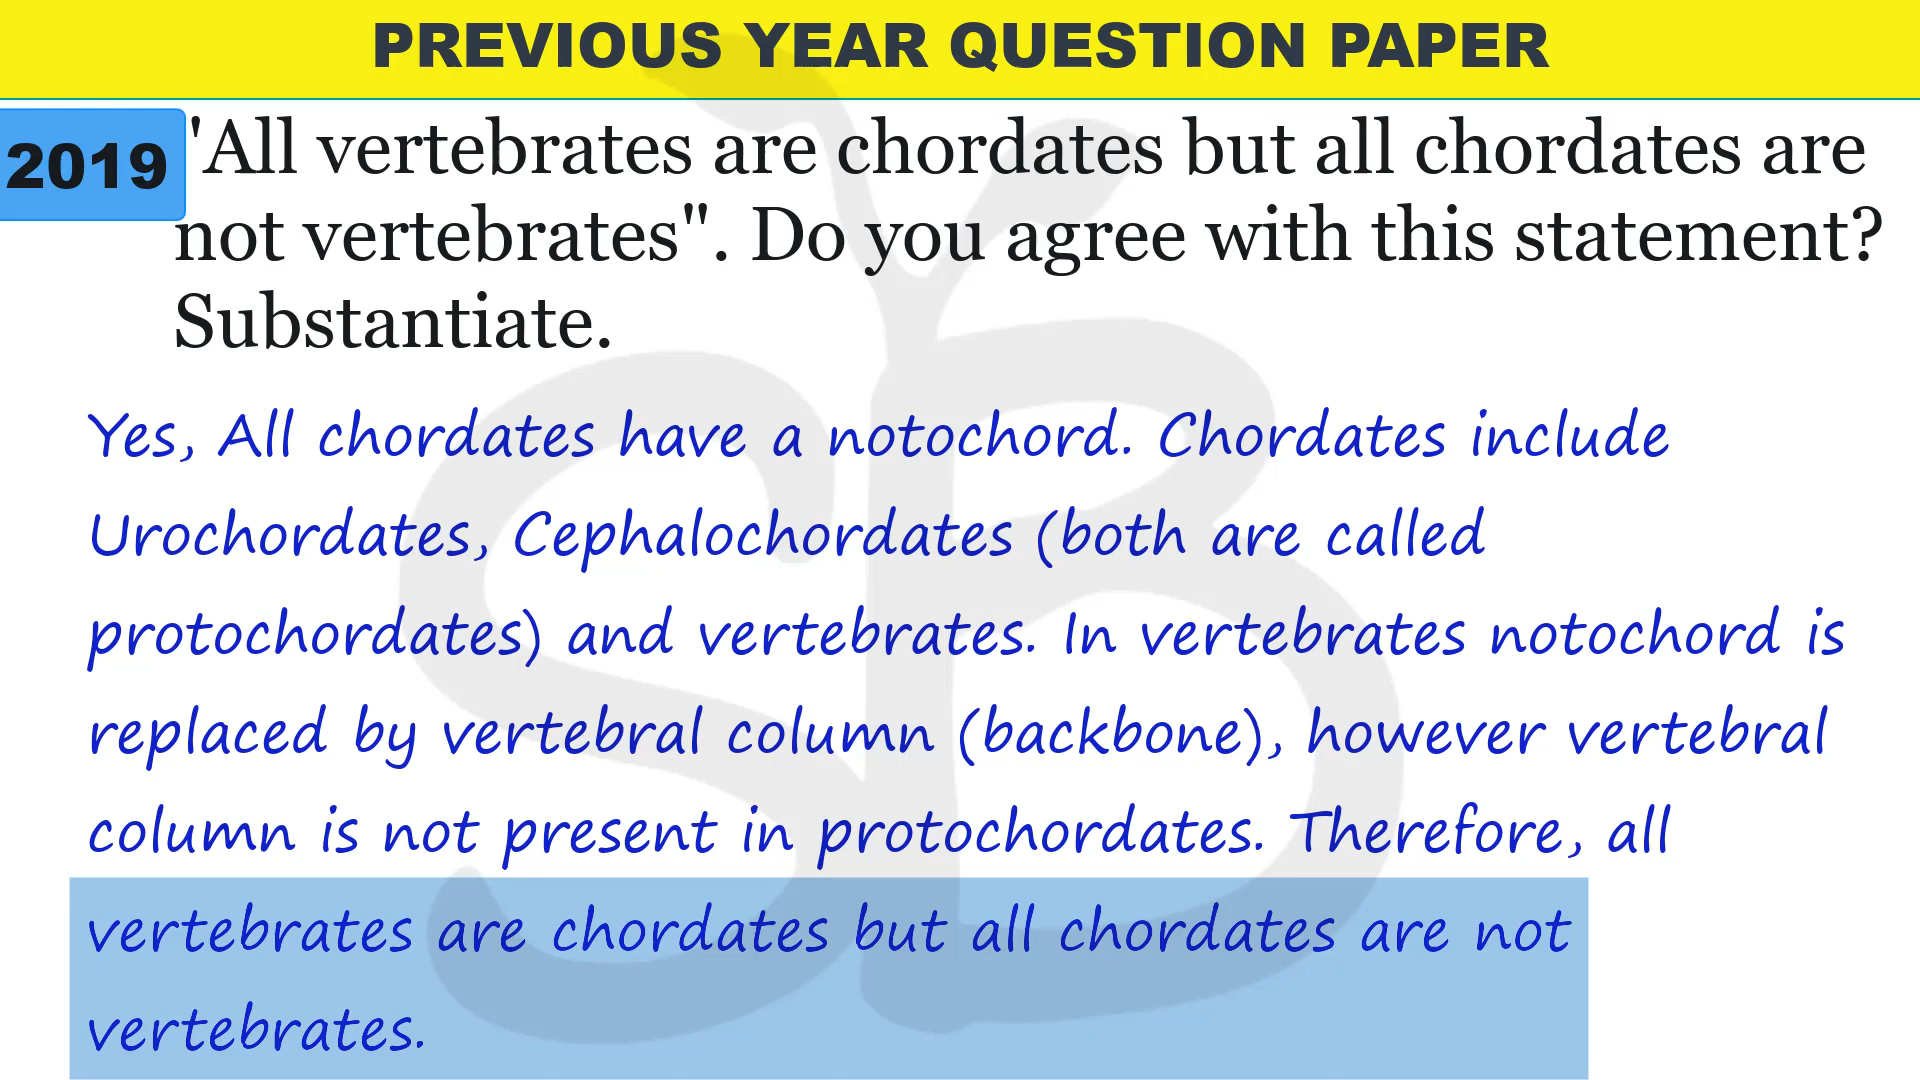 PREVIOUS YEAR QUESTION PAPER
2019
'All vertebrates are chordates but all chordates are
not vertebrates". Do you agree with this statement?
Substantiate.
Yes, All chordates have a notochord. Chordates include
Urochordates, Cephalochordates (both are called
protochordates) and vertebrates. In vertebrates notochord is
replaced by vertebral column (backbone), however vertebral
column is not present in protochordates. Therefore, all
vertebrates are chordates but all chordates are not
vertebrates.
SB